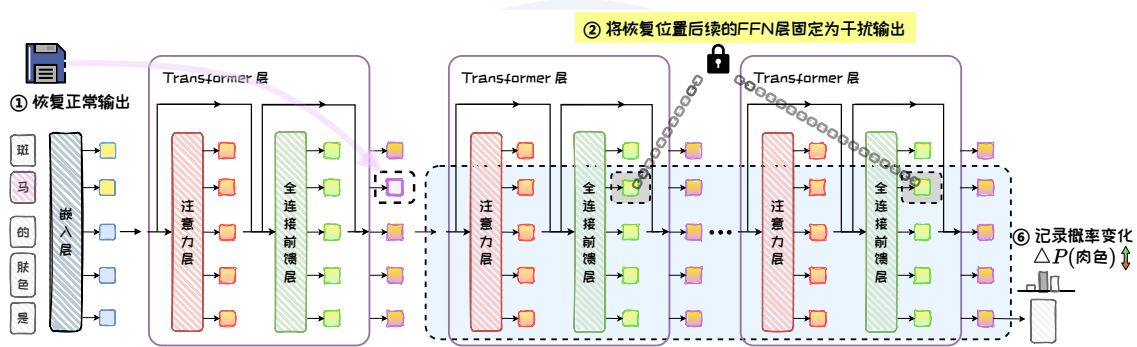 ② 将恢复位置后续的FFN层固定为干扰输出
① 恢复正常输出
Transformer 层
Transformer 层
Transformer 层
斑
马
的
肤色
是
嵌入层
注意力层
全连接前馈层
注意力层
全连接前馈层
...
注意力层
全连接前馈层
⑥ 记录概率变化
△P(肉色)